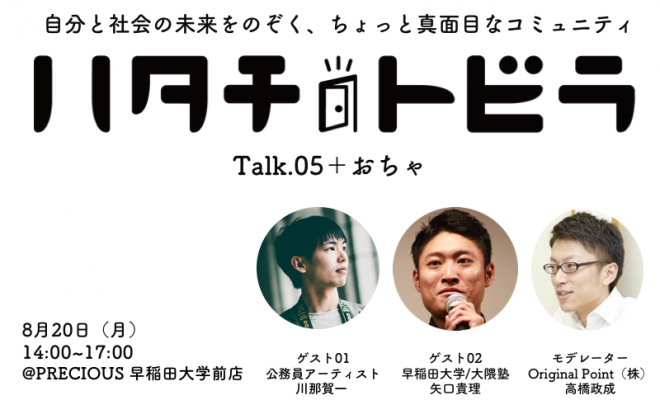 自分と社会の未来をのぞく、ちょっと真面目なコミュニティ
ハタチのトビラ
Talk.05＋おちゃ
8月20日（月）
14:00~17:00
@PRECIOUS 早稲田大学前店
ゲスト01
公務員アーティスト
川那賀一
ゲスト02
早稲田大学/大隈塾
矢口貴理
モデレーター
Original Point（株）
高橋政成